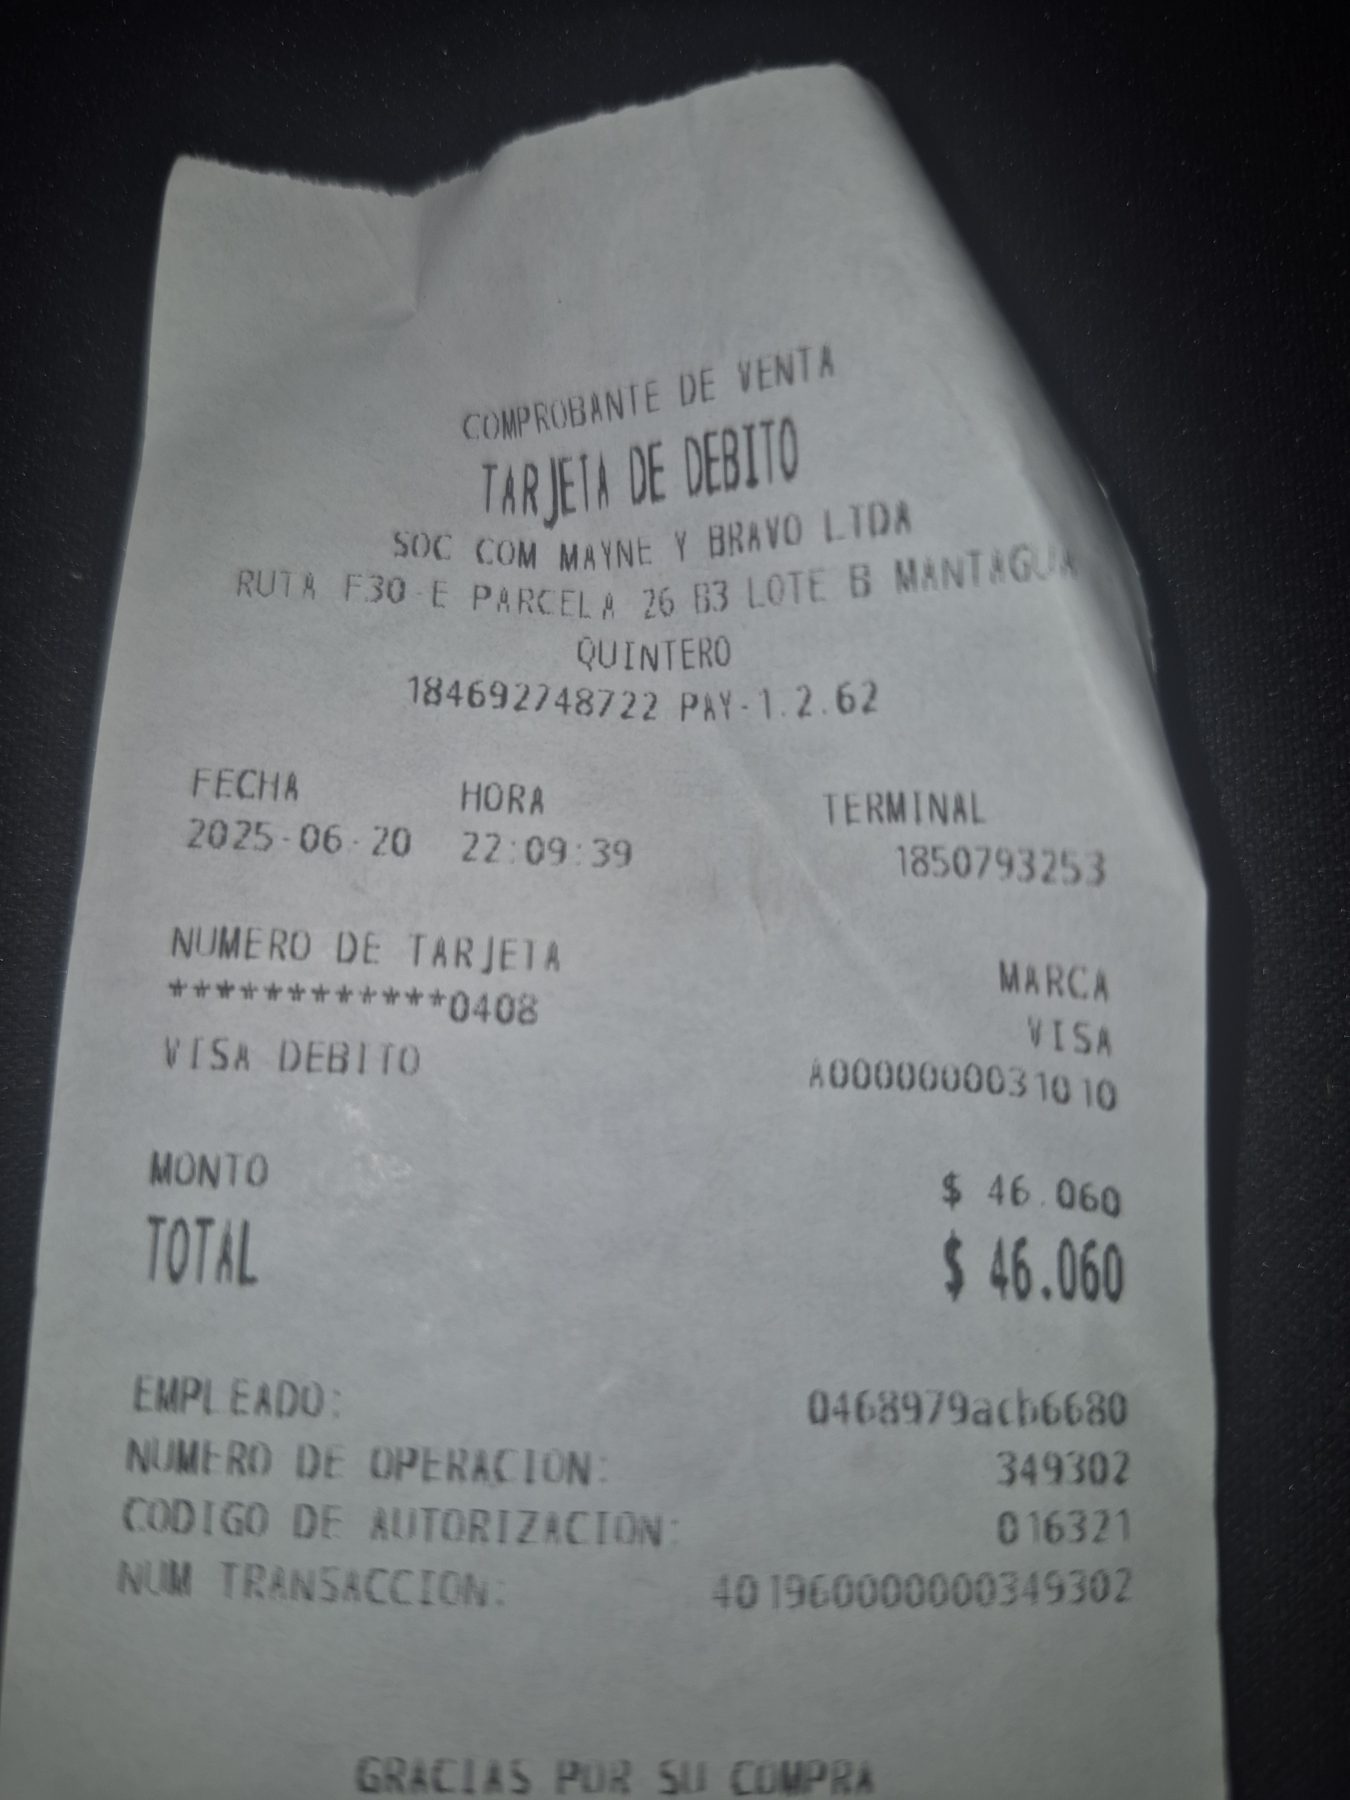 COMPROBANTE DE VENTA
TARJETA DE DEBITO
SOC COM MAYNE Y BRAVO LTDA
RUTA F30-E PARCELA 26 B3 LOTE B MANTAGUA
QUINTERO
184692748722 PAY-1.2.62
FECHA HORA TERMINAL
2025-06-20 22:09:39 1850793253
NUMERO DE TARJETA MARCA
************0408 VISA
VISA DEBITO A0000000031010
MONTO $ 46.060
TOTAL $ 46.060
EMPLEADO: 0468979acb6680
NUMERO DE OPERACION: 349302
CODIGO DE AUTORIZACION: 016321
NUM TRANSACCION: 401960000000349302
GRACIAS POR SU COMPRA